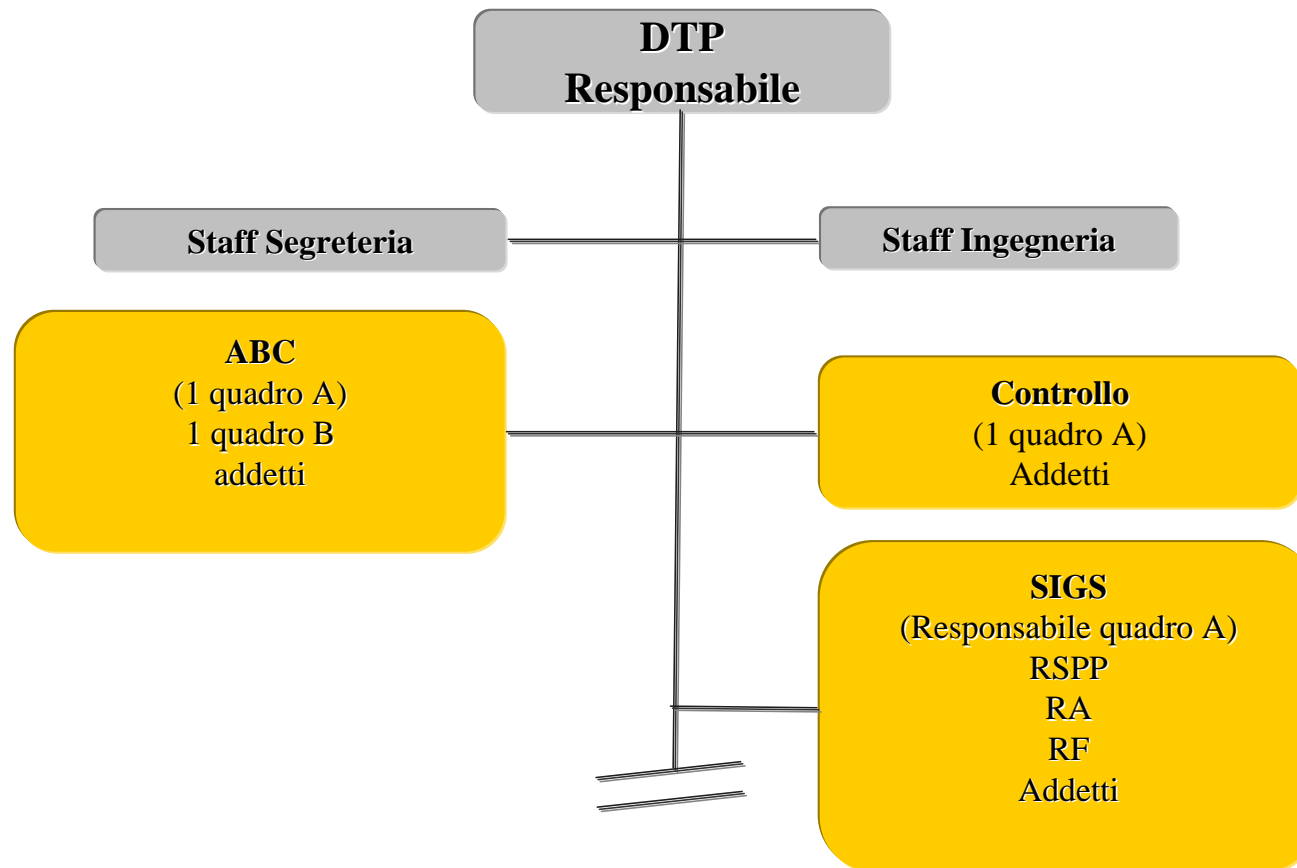 DTP
Responsabile
Staff Segreteria
Staff Ingegneria
ABC
(1 quadro A)
1 quadro B
addetti
Controllo
(1 quadro A)
Addetti
SIGS
(Responsabile quadro A)
RSPP
RA
RF
Addetti